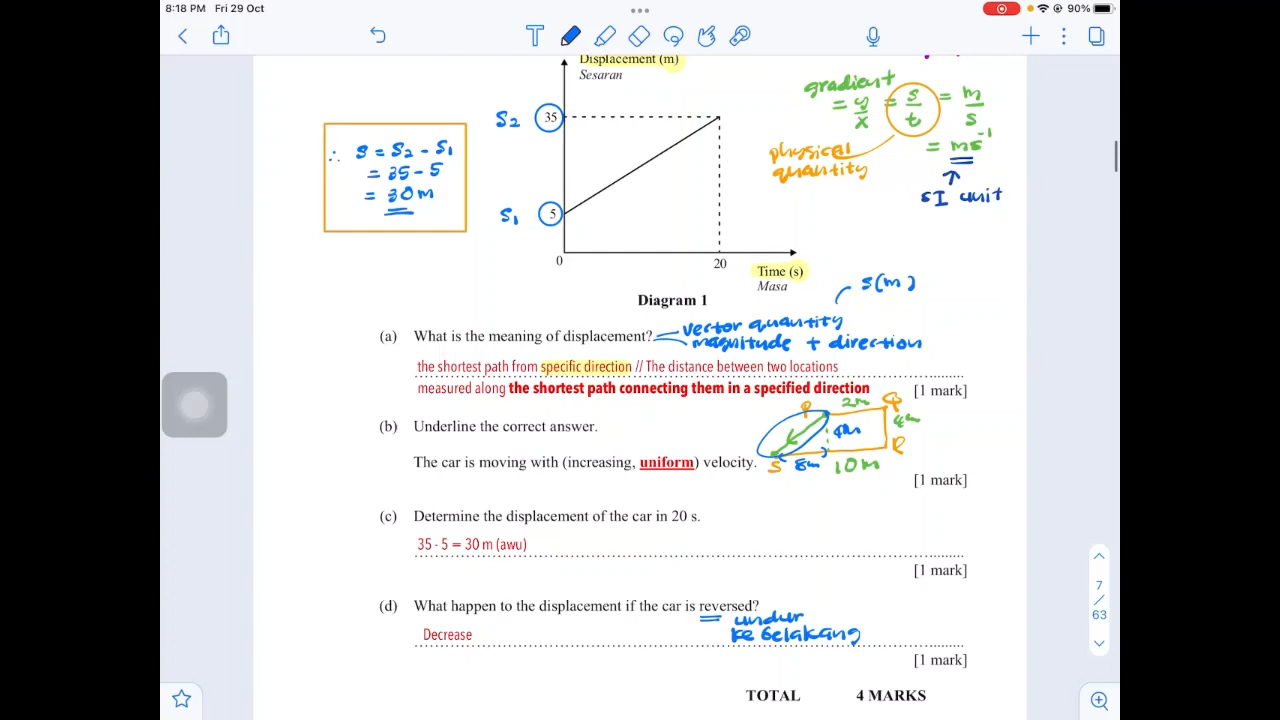 8:18 PM Fri 29 Oct
90%
Displacement (m)
Sesaran
gradient
= y/x = s/t = m/s
= ms⁻¹
physical
quantity
SI unit
∴ s = s2 - s1
= 35 - 5
= 30 m
S2 35
S1 5
0
20
Time (s)
Masa
Diagram 1
s(m)
(a) What is the meaning of displacement? vector quantity
magnitude + direction
the shortest path from specific direction // The distance between two locations
measured along the shortest path connecting them in a specified direction
[1 mark]
(b) Underline the correct answer.
The car is moving with (increasing, uniform) velocity.
P 2m Q
4m 4m
S 8m 10m R
[1 mark]
(c) Determine the displacement of the car in 20 s.
35 - 5 = 30 m (awu)
[1 mark]
(d) What happen to the displacement if the car is reversed?
= undur
ke belakang
Decrease
[1 mark]
TOTAL 4 MARKS
7
/
63